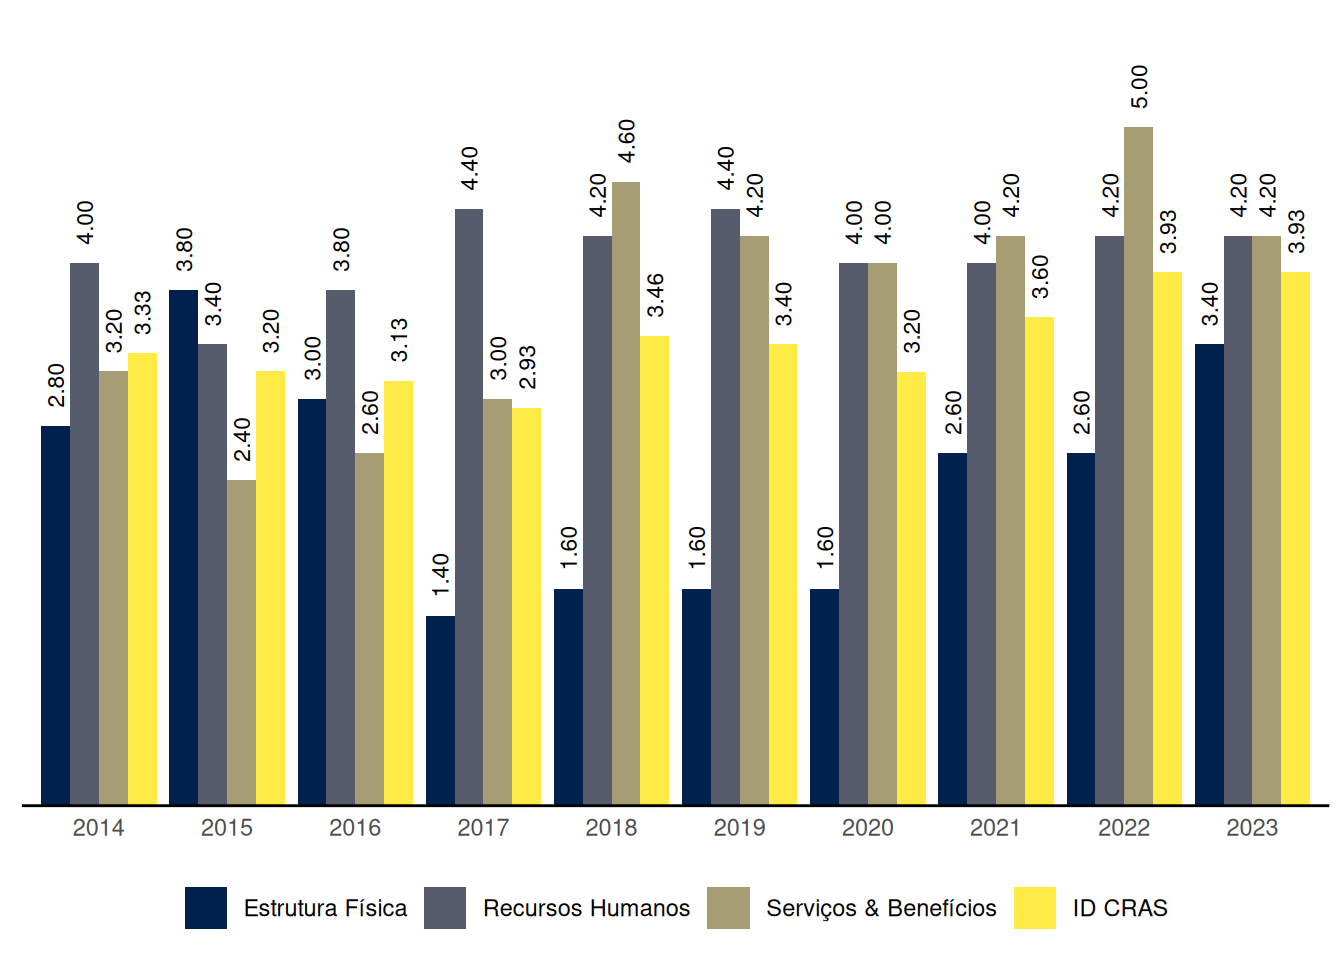 2.80 4.00 3.20 3.33
3.80 3.40 2.40 3.20
3.00 3.80 2.60 3.13
1.40 4.40 3.00 2.93
1.60 4.20 4.60 3.46
1.60 4.40 4.20 3.40
1.60 4.00 4.00 3.20
2.60 4.00 4.20 3.60
2.60 4.20 5.00 3.93
3.40 4.20 4.20 3.93
2014 2015 2016 2017 2018 2019 2020 2021 2022 2023
Estrutura Física Recursos Humanos Serviços & Benefícios ID CRAS